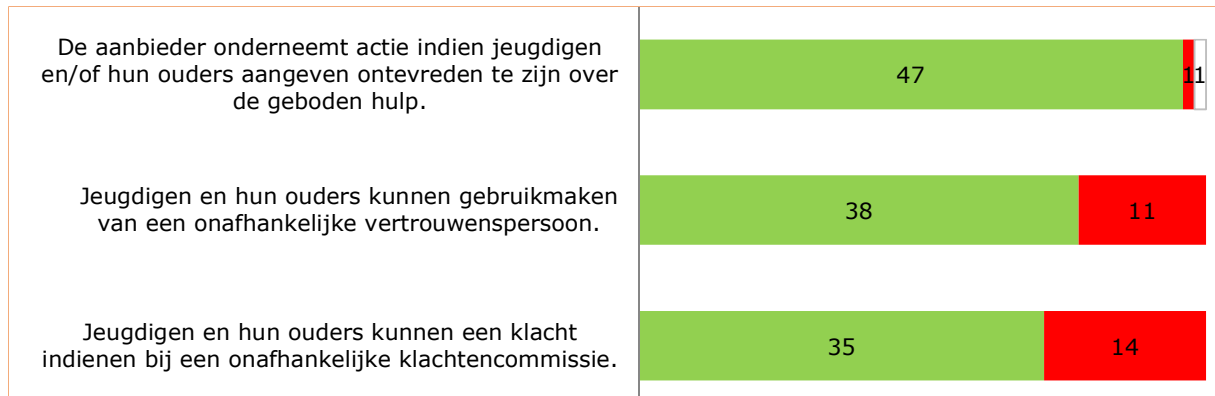 De aanbieder onderneemt actie indien jeugdigen
en/of hun ouders aangeven ontevreden te zijn over
de geboden hulp.
47
1
1
Jeugdigen en hun ouders kunnen gebruikmaken
van een onafhankelijke vertrouwenspersoon.
38
11
Jeugdigen en hun ouders kunnen een klacht
indienen bij een onafhankelijke klachtencommissie.
35
14